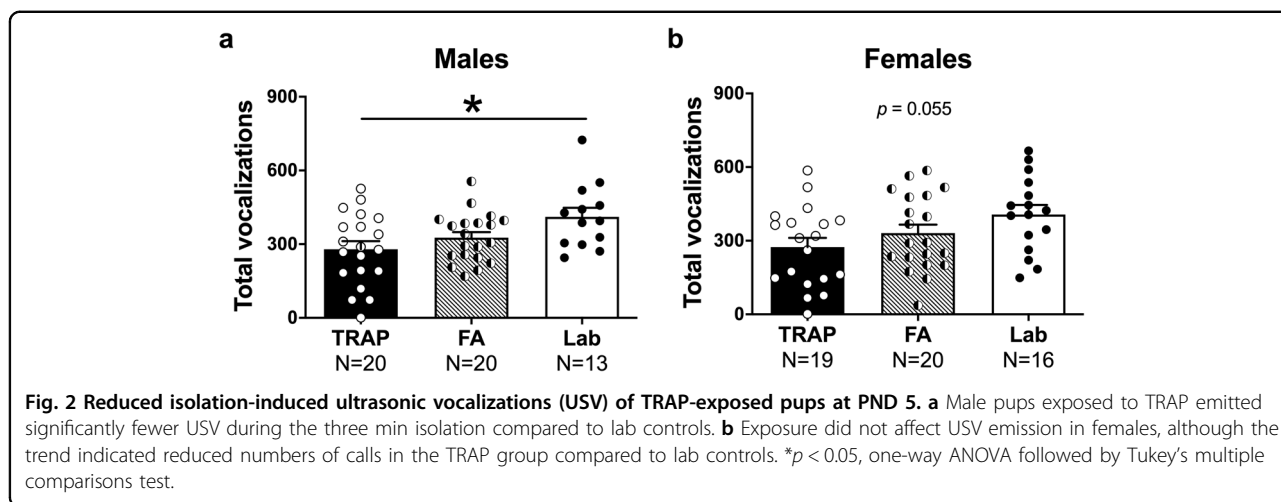 a
Males
Total vocalizations
900
600
300
0
*
TRAP
N=20
FA
N=20
Lab
N=13
b
Females
Total vocalizations
900
600
300
0
p = 0.055
TRAP
N=19
FA
N=20
Lab
N=16
Fig. 2 Reduced isolation-induced ultrasonic vocalizations (USV) of TRAP-exposed pups at PND 5. a Male pups exposed to TRAP emitted
significantly fewer USV during the three min isolation compared to lab controls. b Exposure did not affect USV emission in females, although the
trend indicated reduced numbers of calls in the TRAP group compared to lab controls. *p < 0.05, one-way ANOVA followed by Tukey’s multiple
comparisons test.